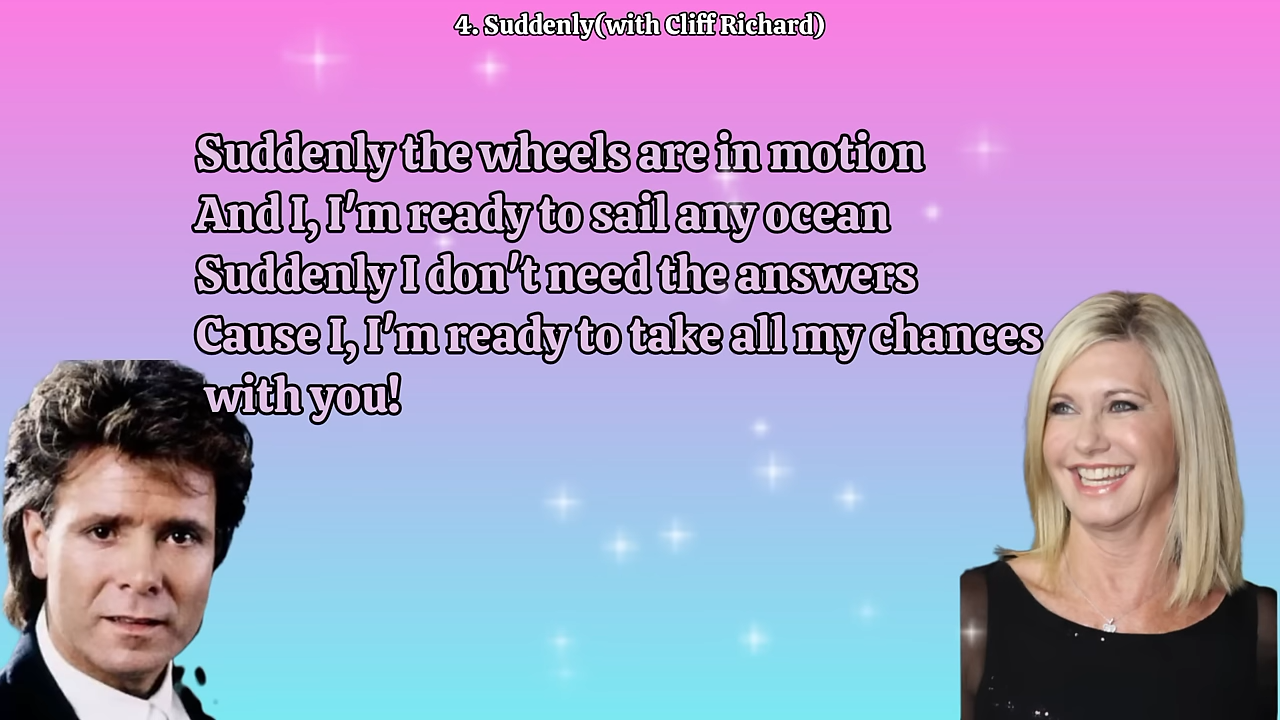 4. Suddenly(with Cliff Richard)
Suddenly the wheels are in motion
And I, I'm ready to sail any ocean
Suddenly I don't need the answers
Cause I, I'm ready to take all my chances
with you!